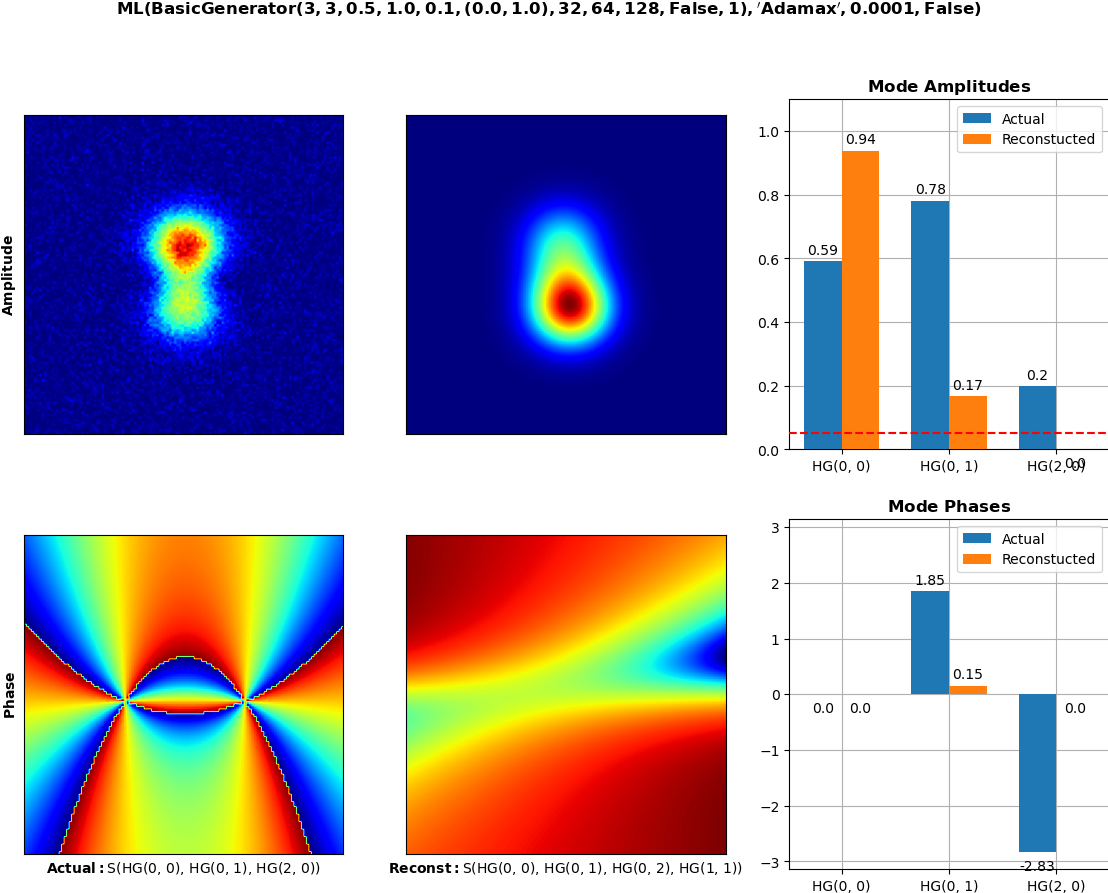 ML(BasicGenerator(3, 3, 0.5, 1.0, 0.1, (0.0, 1.0), 32, 64, 128, False, 1), ′Adamax′, 0.0001, False)
Amplitude
Mode Amplitudes
Actual
Reconstucted
1.0
0.8
0.6
0.4
0.2
0.0
0.59
0.94
0.78
0.17
0.2
0.0
HG(0, 0)
HG(0, 1)
HG(2, 0)
Phase
Actual: S(HG(0, 0), HG(0, 1), HG(2, 0))
Reconst: S(HG(0, 0), HG(0, 1), HG(0, 2), HG(1, 1))
Mode Phases
Actual
Reconstucted
3
2
1
0
−1
−2
−3
0.0
0.0
1.85
0.15
-2.83
0.0
HG(0, 0)
HG(0, 1)
HG(2, 0)